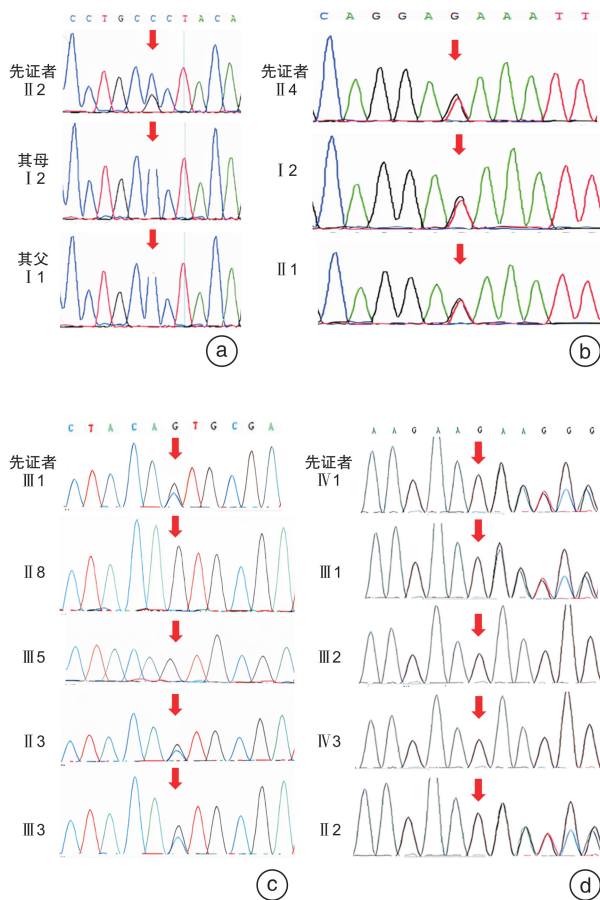 C C T G C C C T A C A
先证者
Ⅱ2
其母
Ⅰ2
其父
Ⅰ1
a
C A G G A G A A A T T
先证者
Ⅱ4
Ⅰ2
Ⅱ1
b
C T A C A G T G C G A
先证者
Ⅲ1
Ⅱ8
Ⅲ5
Ⅱ3
Ⅲ3
c
A A G A A G A A G G G
先证者
Ⅳ1
Ⅲ1
Ⅲ2
Ⅳ3
Ⅱ2
d